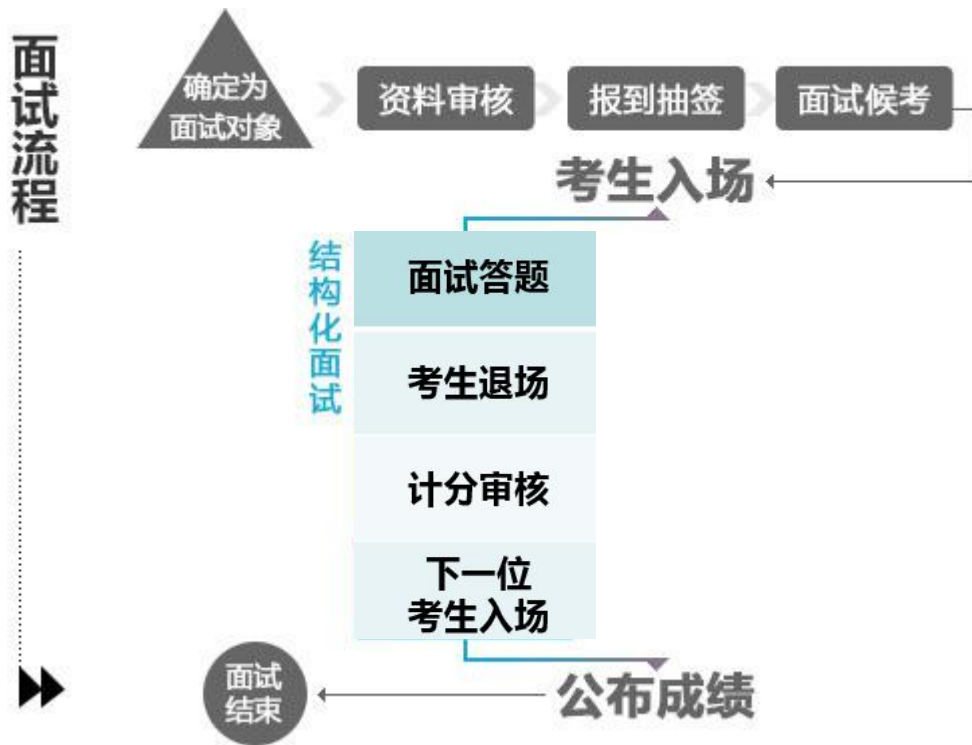 面试流程
确定为
面试对象
资料审核
报到抽签
面试候考
考生入场
结构化面试
面试答题
考生退场
计分审核
下一位
考生入场
公布成绩
面试
结束